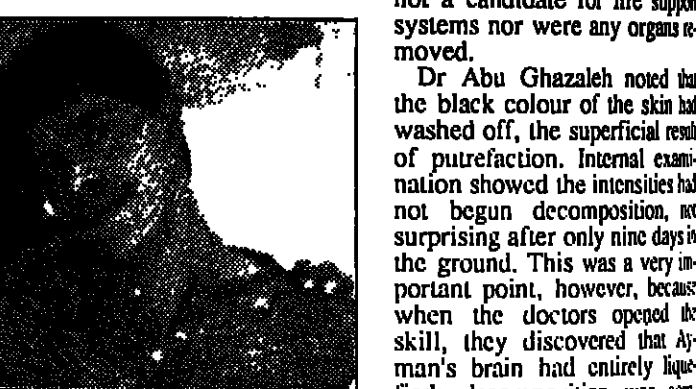 not a candidate for life support
systems nor were any organs re-
moved.
Dr Abu Ghazaleh noted that
the black colour of the skin had
washed off, the superficial result
of putrefaction. Internal exami-
nation showed the intensities had
not begun decomposition, not
surprising after only nine days in
the ground. This was a very im-
portant point, however, because
when the doctors opened the
skill, they discovered that Ay-
man's brain had entirely lique-